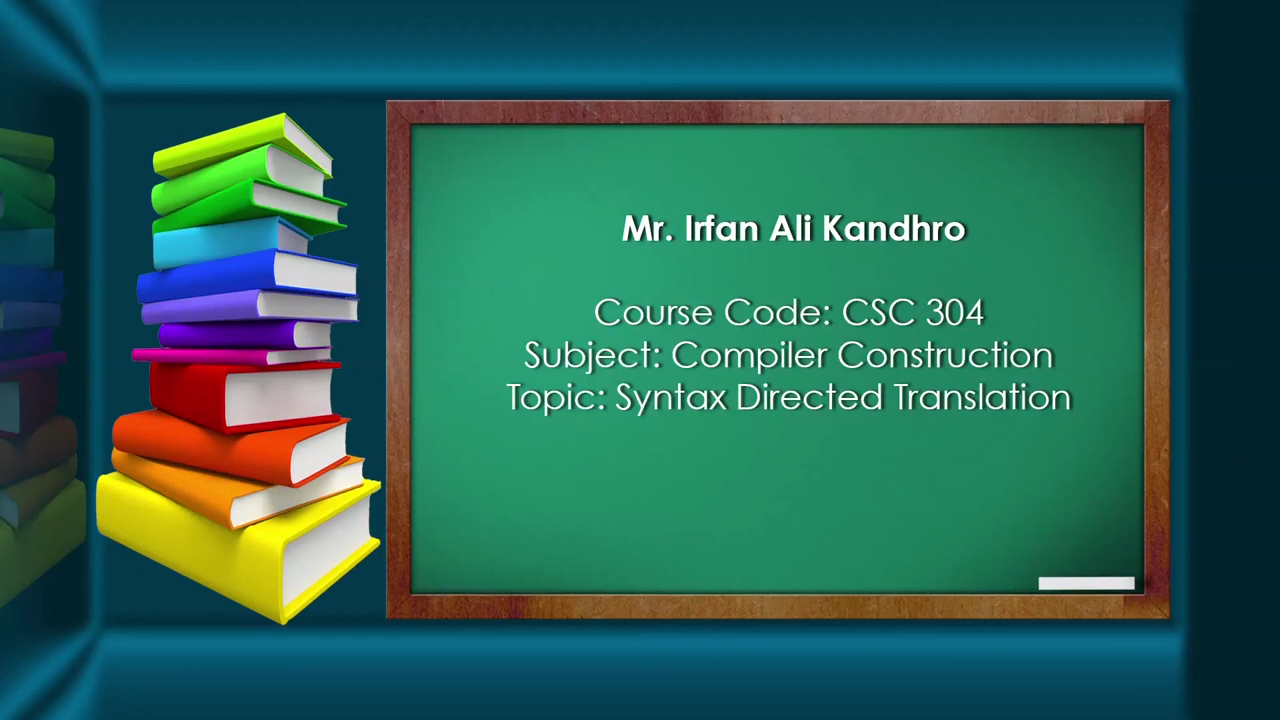 Mr. Irfan Ali Kandhro
Course Code: CSC 304
Subject: Compiler Construction
Topic: Syntax Directed Translation